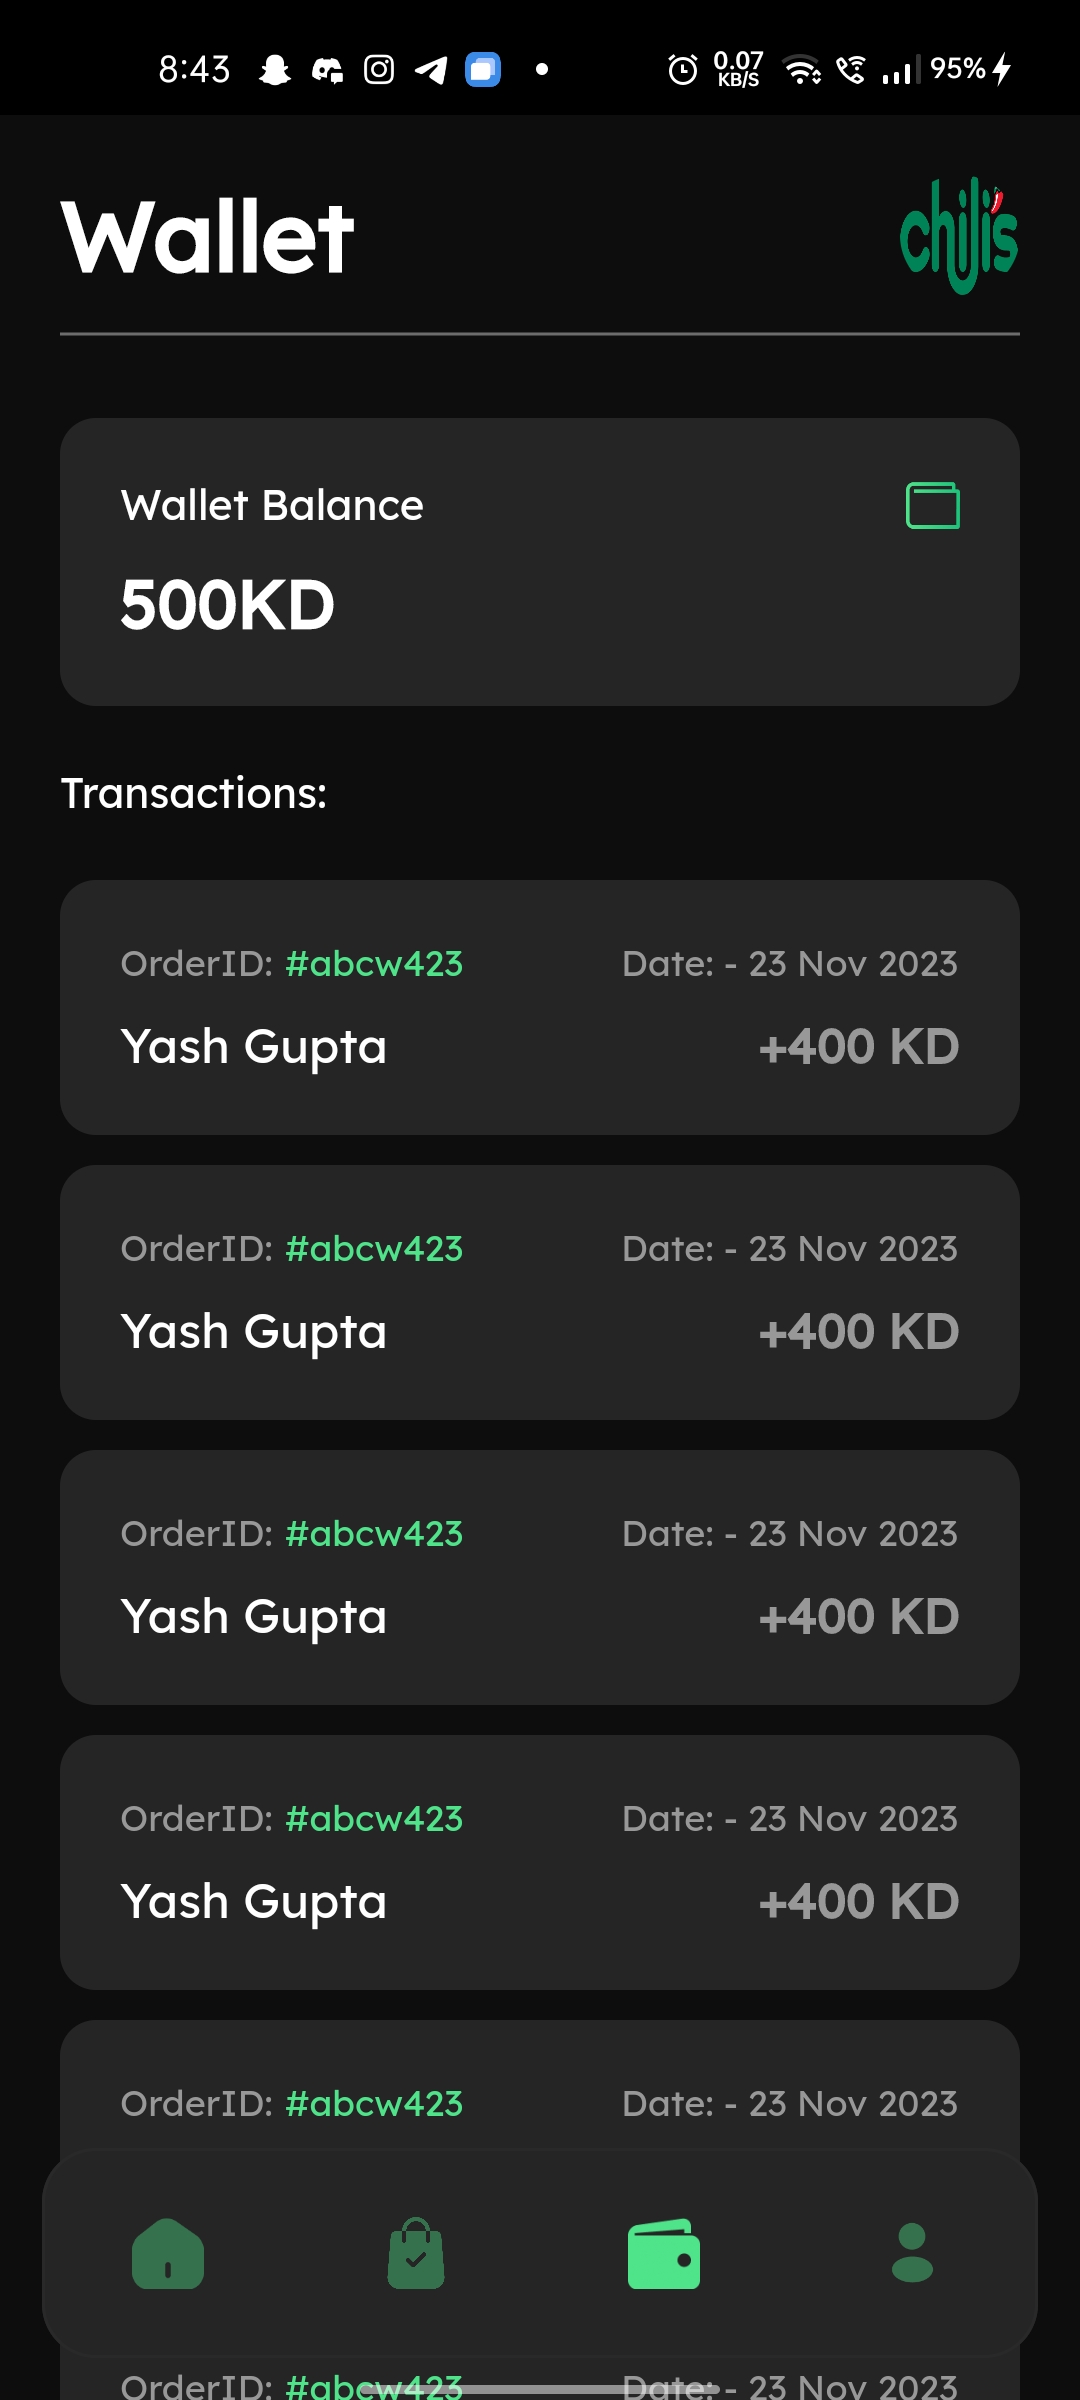 8:43 0.07 KB/S 95%
Wallet chilis
Wallet Balance
500KD
Transactions:
OrderID: #abcw423 Date: - 23 Nov 2023
Yash Gupta +400 KD
OrderID: #abcw423 Date: - 23 Nov 2023
Yash Gupta +400 KD
OrderID: #abcw423 Date: - 23 Nov 2023
Yash Gupta +400 KD
OrderID: #abcw423 Date: - 23 Nov 2023
Yash Gupta +400 KD
OrderID: #abcw423 Date: - 23 Nov 2023
OrderID: #abcw423 Date: - 23 Nov 2023